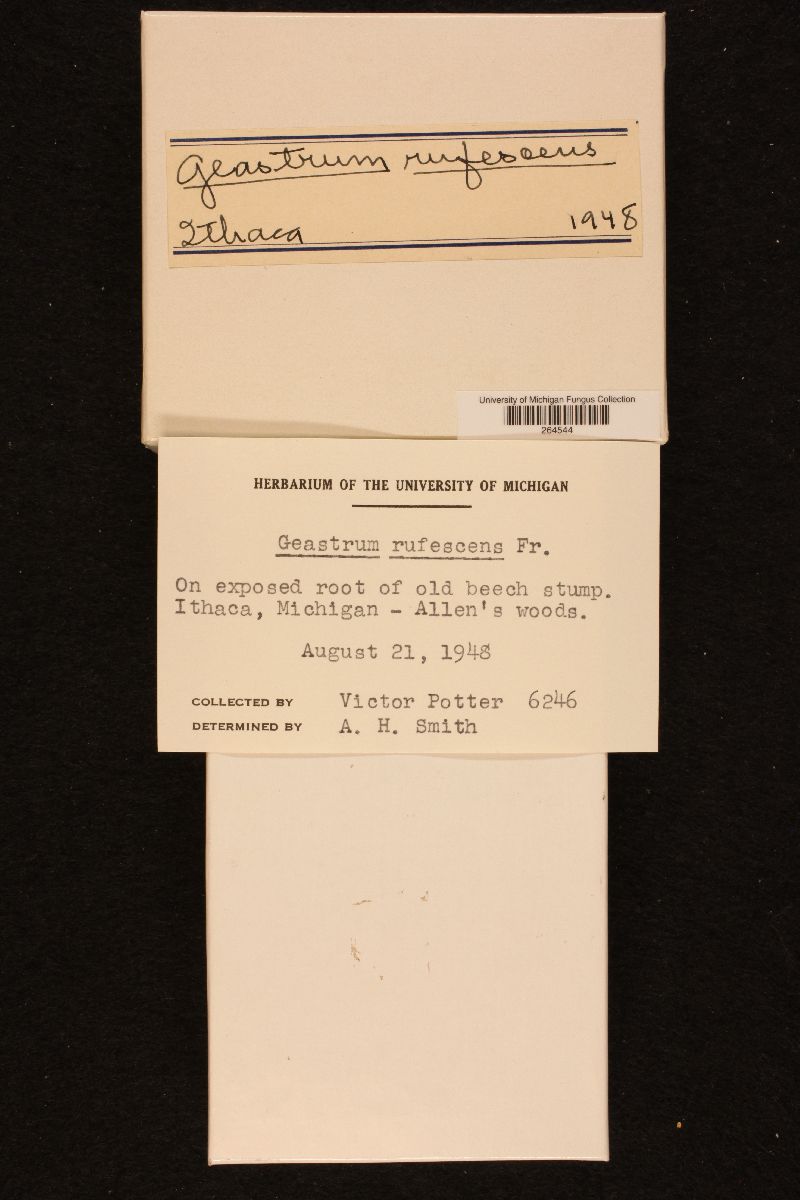 Geastrum rufescens
Ithaca 1948
University of Michigan Fungus Collection
264544
HERBARIUM OF THE UNIVERSITY OF MICHIGAN
Geastrum rufescens Fr.
On exposed root of old beech stump.
Ithaca, Michigan - Allen's woods.
August 21, 1948
COLLECTED BY Victor Potter 6246
DETERMINED BY A. H. Smith